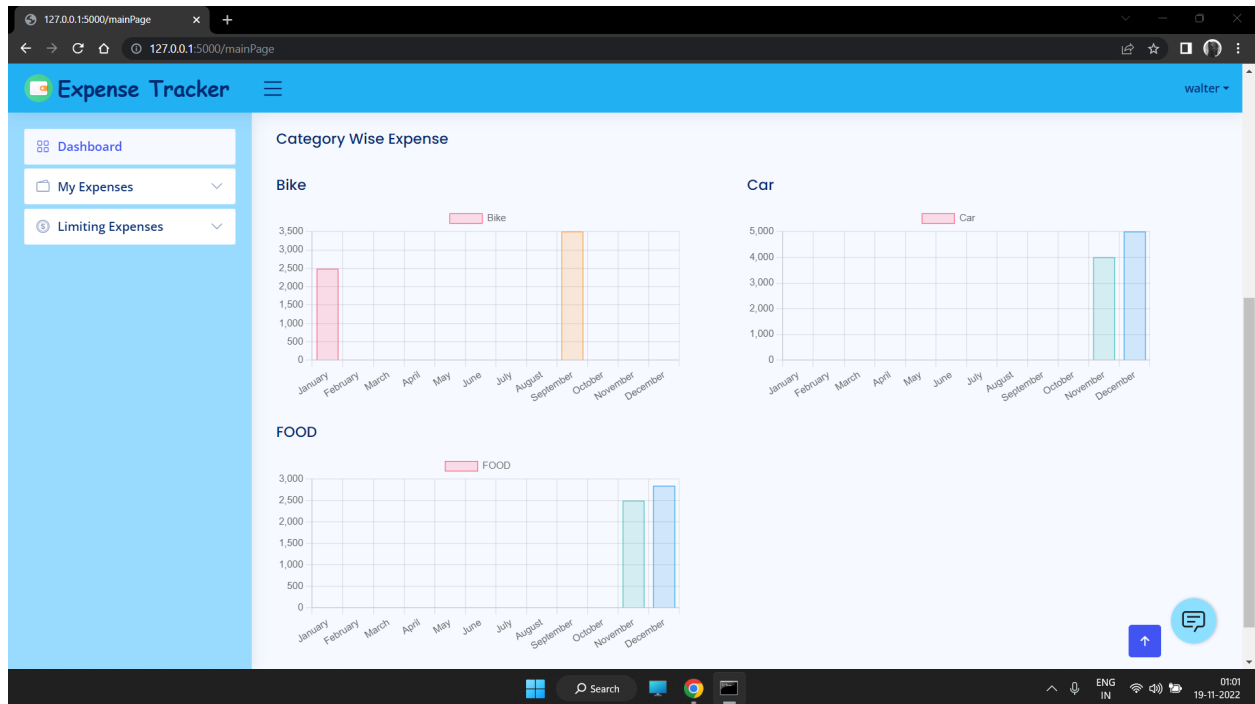 127.0.0.1:5000/mainPage
127.0.0.1:5000/mainPage
Expense Tracker
walter
Dashboard
My Expenses
Limiting Expenses
Category Wise Expense
Bike
Bike
3,500
3,000
2,500
2,000
1,500
1,000
500
0
January February March April May June July August September October November December
Car
Car
5,000
4,000
3,000
2,000
1,000
0
January February March April May June July August September October November December
FOOD
FOOD
3,000
2,500
2,000
1,500
1,000
500
0
January February March April May June July August September October November December
Search
ENG
IN
01:01
19-11-2022